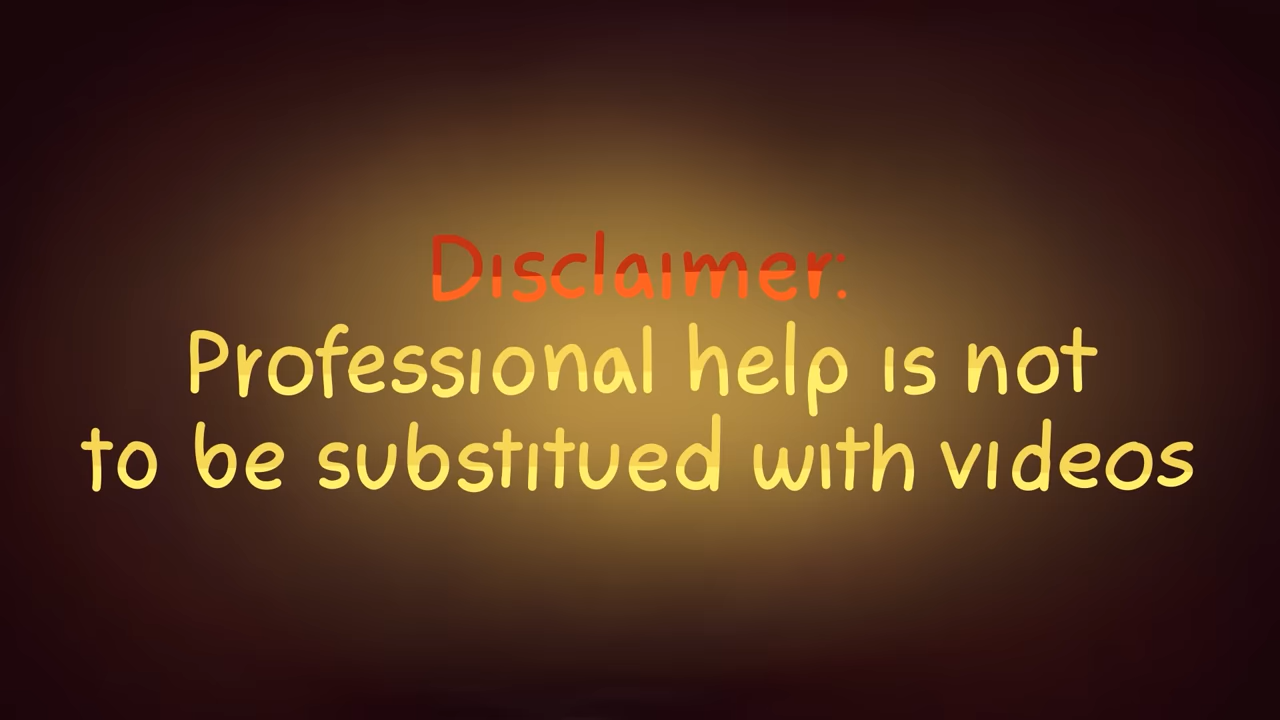 Disclaimer:
Professional help is not
to be substitued with videos